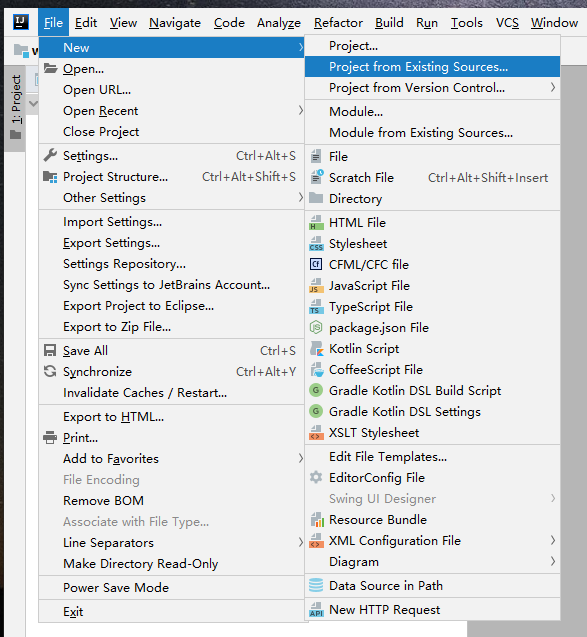 IJ
File Edit View Navigate Code Analyze Refactor Build Run Tools VCS Window
w
1: Project
New
Open...
Open URL...
Open Recent
Close Project
Settings... Ctrl+Alt+S
Project Structure... Ctrl+Alt+Shift+S
Other Settings
Import Settings...
Export Settings...
Settings Repository...
Sync Settings to JetBrains Account...
Export Project to Eclipse...
Export to Zip File...
Save All Ctrl+S
Synchronize Ctrl+Alt+Y
Invalidate Caches / Restart...
Export to HTML...
Print...
Add to Favorites
File Encoding
Remove BOM
Associate with File Type...
Line Separators
Make Directory Read-Only
Power Save Mode
Exit
Project...
Project from Existing Sources...
Project from Version Control...
Module...
Module from Existing Sources...
File
Scratch File Ctrl+Alt+Shift+Insert
Directory
H HTML File
CSS Stylesheet
Cf CFML/CFC file
JS JavaScript File
TS TypeScript File
JS package.json File
Kotlin Script
CoffeeScript File
G Gradle Kotlin DSL Build Script
G Gradle Kotlin DSL Settings
<> XSLT Stylesheet
Edit File Templates...
EditorConfig File
Swing UI Designer
Resource Bundle
<> XML Configuration File
Diagram
Data Source in Path
API New HTTP Request